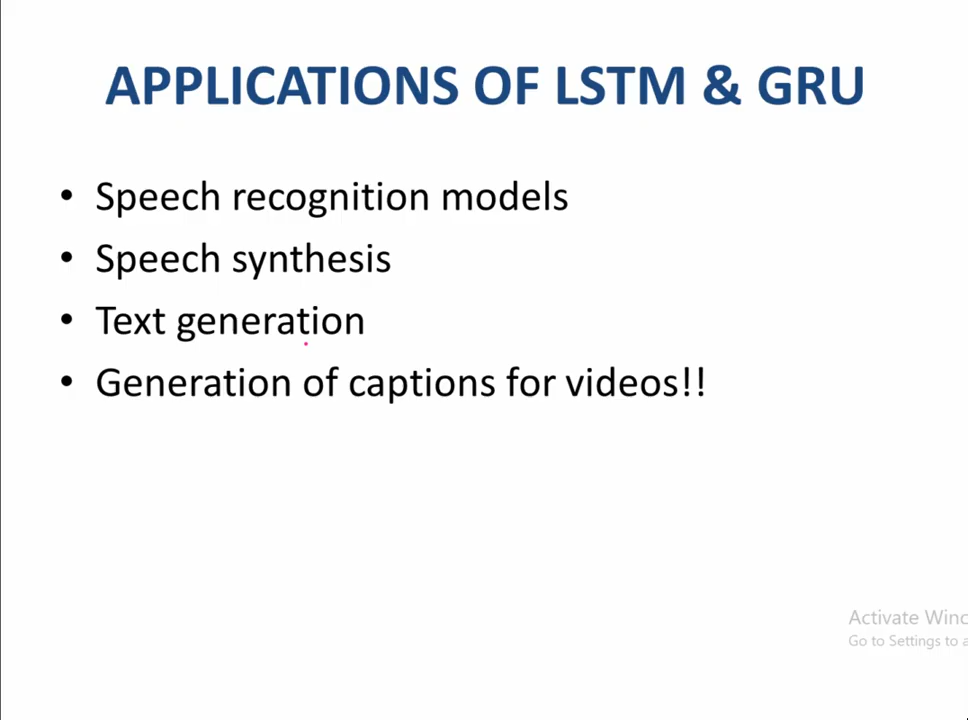 APPLICATIONS OF LSTM & GRU
• Speech recognition models
• Speech synthesis
• Text generation
• Generation of captions for videos!!
Activate Winc
Go to Settings to a